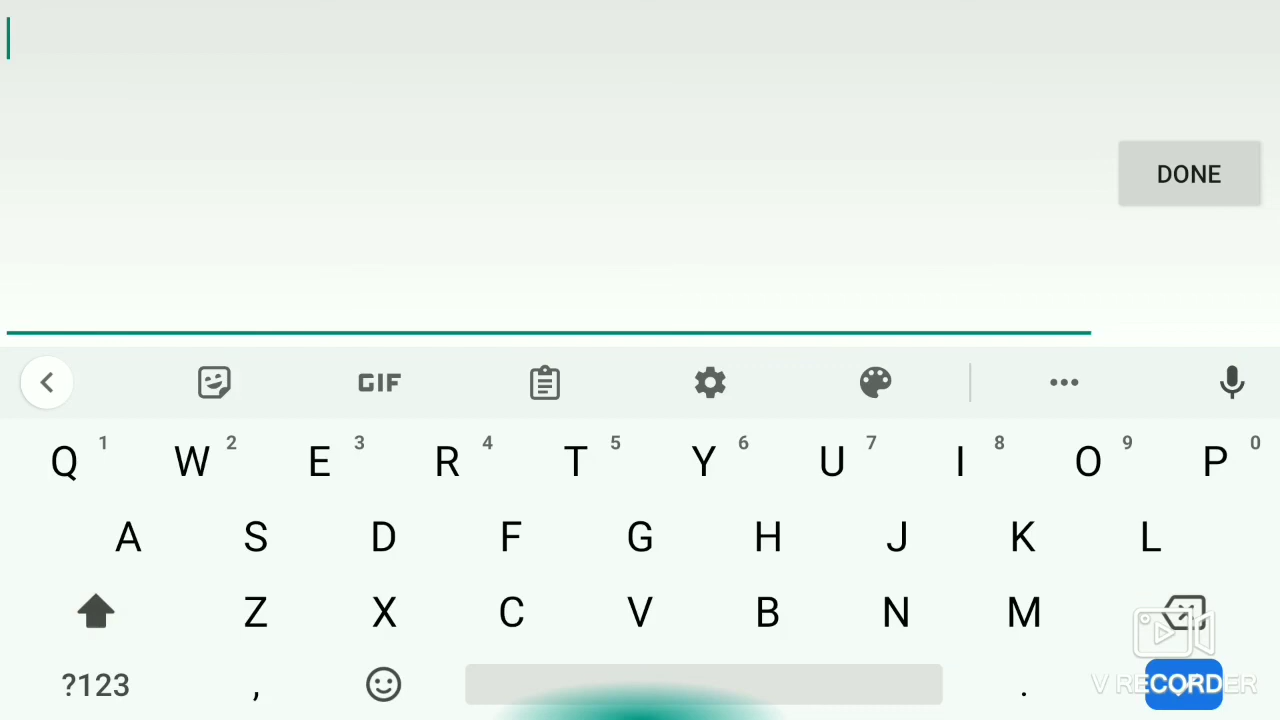 DONE
GIF
Q 1 W 2 E 3 R 4 T 5 Y 6 U 7 I 8 O 9 P 0
A S D F G H J K L
Z X C V B N M
?123 , .
V RECORDER